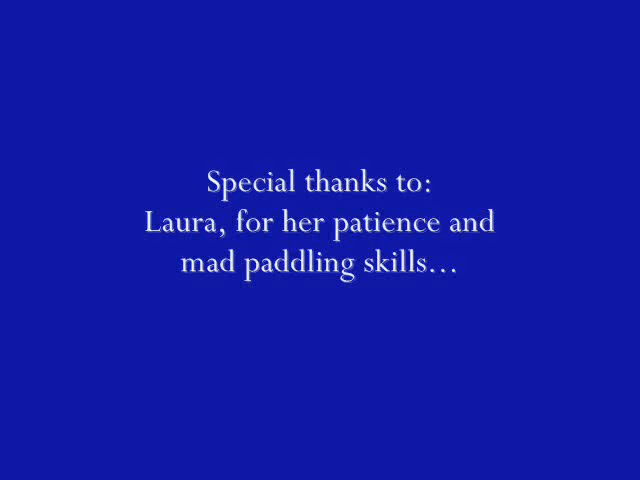 Special thanks to:
Laura, for her patience and
mad paddling skills...